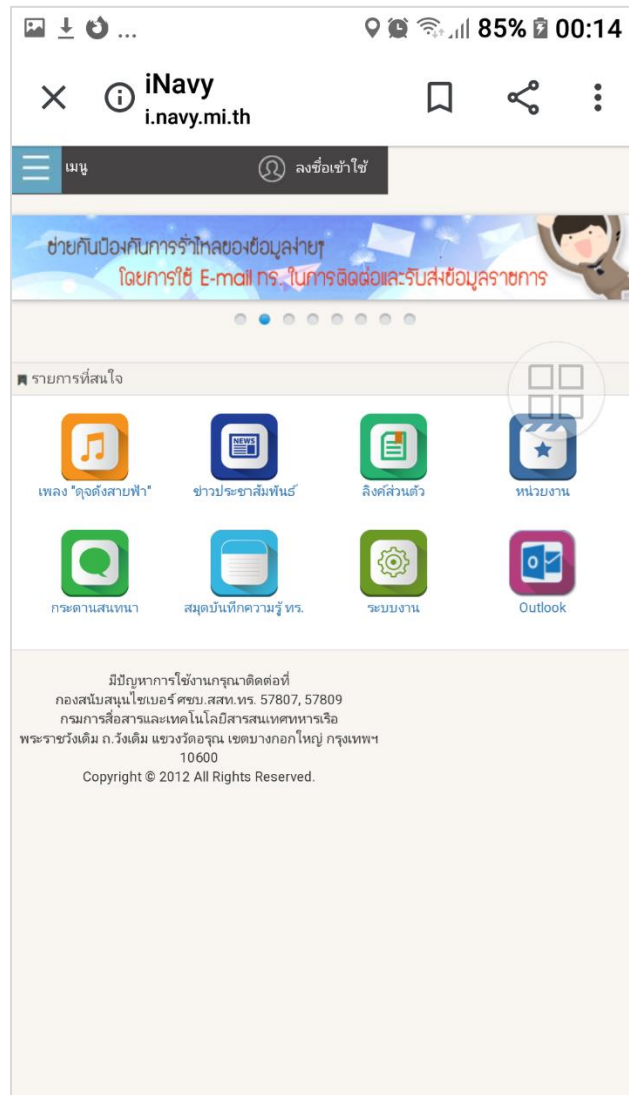 ... 85% 00:14
iNavy
i.navy.mi.th
เมนู ลงชื่อเข้าใช้
ช่วยกันป้องกันการรั่วไหลของข้อมูลง่ายๆ
โดยการใช้ E-mail ทร. ในการติดต่อและรับส่งข้อมูลราชการ
รายการที่สนใจ
NEWS
เพลง "ดุจดังสายฟ้า" ข่าวประชาสัมพันธ์ ลิงค์ส่วนตัว หน่วยงาน
กระดานสนทนา สมุดบันทึกความรู้ ทร. ระบบงาน Outlook
มีปัญหาการใช้งานกรุณาติดต่อที่
กองสนับสนุนไซเบอร์ ศซบ.สสท.ทร. 57807, 57809
กรมการสื่อสารและเทคโนโลยีสารสนเทศทหารเรือ
พระราชวังเดิม ถ.วังเดิม แขวงวัดอรุณ เขตบางกอกใหญ่ กรุงเทพฯ
10600
Copyright © 2012 All Rights Reserved.